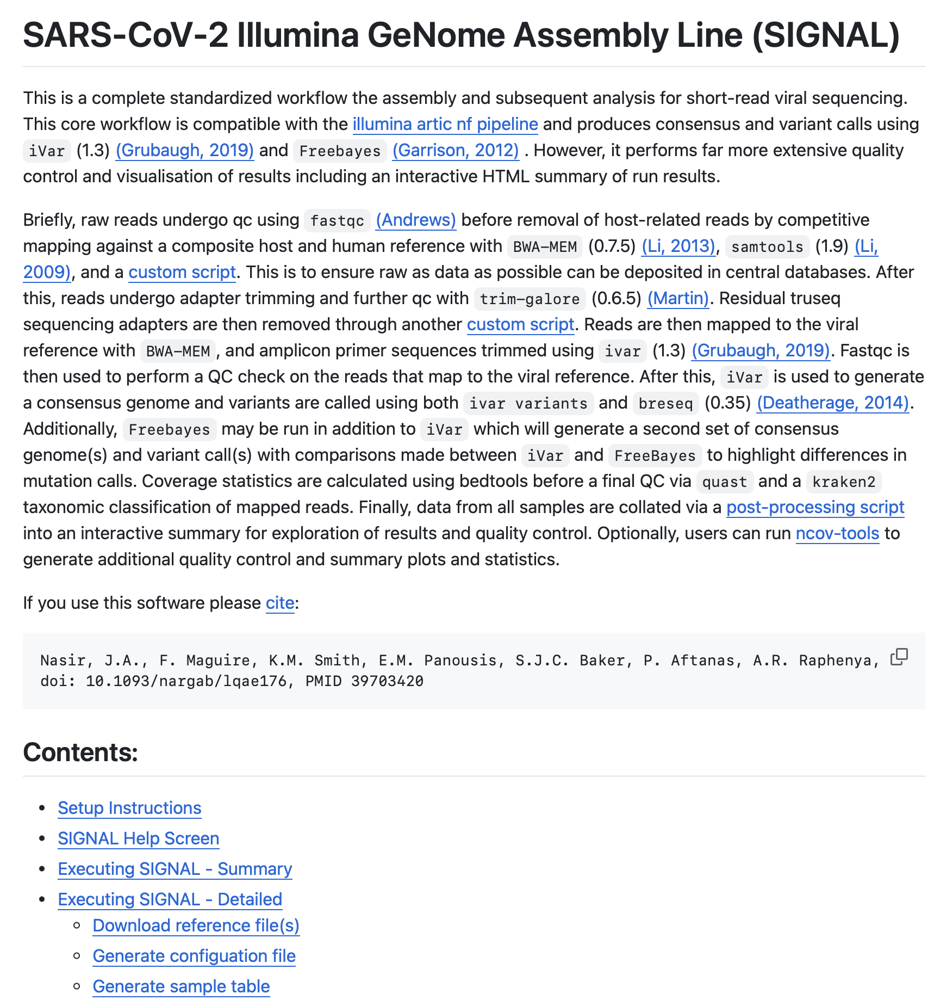 SARS-CoV-2 Illumina GeNome Assembly Line (SIGNAL)
This is a complete standardized workflow the assembly and subsequent analysis for short-read viral sequencing.
This core workflow is compatible with the illumina artic nf pipeline and produces consensus and variant calls using
iVar (1.3) (Grubaugh, 2019) and Freebayes (Garrison, 2012) . However, it performs far more extensive quality
control and visualisation of results including an interactive HTML summary of run results.
Briefly, raw reads undergo qc using fastqc (Andrews) before removal of host-related reads by competitive
mapping against a composite host and human reference with BWA-MEM (0.7.5) (Li, 2013), samtools (1.9) (Li,
2009), and a custom script. This is to ensure raw as data as possible can be deposited in central databases. After
this, reads undergo adapter trimming and further qc with trim-galore (0.6.5) (Martin). Residual truseq
sequencing adapters are then removed through another custom script. Reads are then mapped to the viral
reference with BWA-MEM, and amplicon primer sequences trimmed using ivar (1.3) (Grubaugh, 2019). Fastqc is
then used to perform a QC check on the reads that map to the viral reference. After this, iVar is used to generate
a consensus genome and variants are called using both ivar variants and breseq (0.35) (Deatherage, 2014).
Additionally, Freebayes may be run in addition to iVar which will generate a second set of consensus
genome(s) and variant call(s) with comparisons made between iVar and FreeBayes to highlight differences in
mutation calls. Coverage statistics are calculated using bedtools before a final QC via quast and a kraken2
taxonomic classification of mapped reads. Finally, data from all samples are collated via a post-processing script
into an interactive summary for exploration of results and quality control. Optionally, users can run ncov-tools to
generate additional quality control and summary plots and statistics.
If you use this software please cite:
Nasir, J.A., F. Maguire, K.M. Smith, E.M. Panousis, S.J.C. Baker, P. Aftanas, A.R. Raphenya,
doi: 10.1093/nargab/lqae176, PMID 39703420
Contents:
• Setup Instructions
• SIGNAL Help Screen
• Executing SIGNAL - Summary
• Executing SIGNAL - Detailed
◦ Download reference file(s)
◦ Generate configuation file
◦ Generate sample table